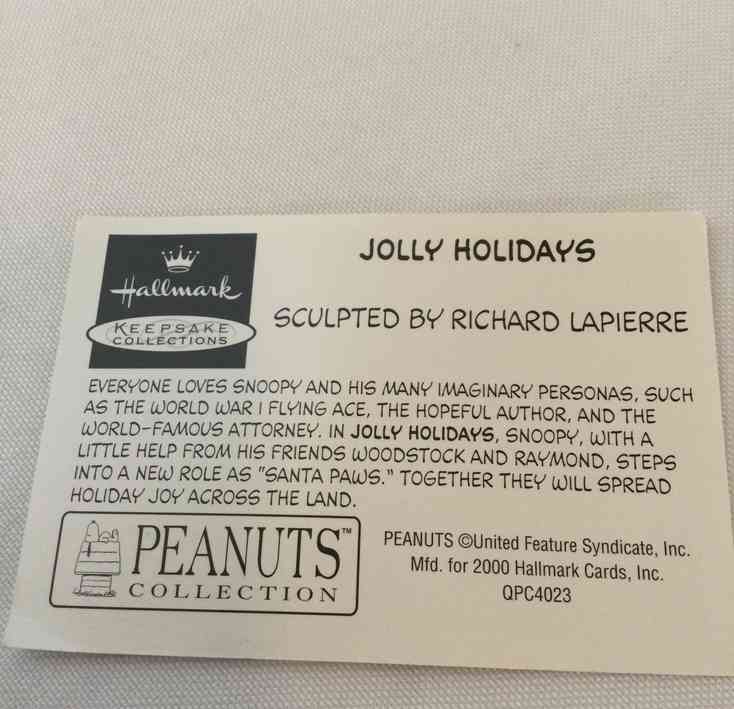 Hallmark
KEEPSAKE
COLLECTIONS
JOLLY HOLIDAYS
SCULPTED BY RICHARD LAPIERRE
EVERYONE LOVES SNOOPY AND HIS MANY IMAGINARY PERSONAS, SUCH
AS THE WORLD WAR I FLYING ACE, THE HOPEFUL AUTHOR, AND THE
WORLD-FAMOUS ATTORNEY. IN JOLLY HOLIDAYS, SNOOPY, WITH A
LITTLE HELP FROM HIS FRIENDS WOODSTOCK AND RAYMOND, STEPS
INTO A NEW ROLE AS "SANTA PAWS." TOGETHER THEY WILL SPREAD
HOLIDAY JOY ACROSS THE LAND.
PEANUTS™
COLLECTION
PEANUTS ©United Feature Syndicate, Inc.
Mfd. for 2000 Hallmark Cards, Inc.
QPC4023